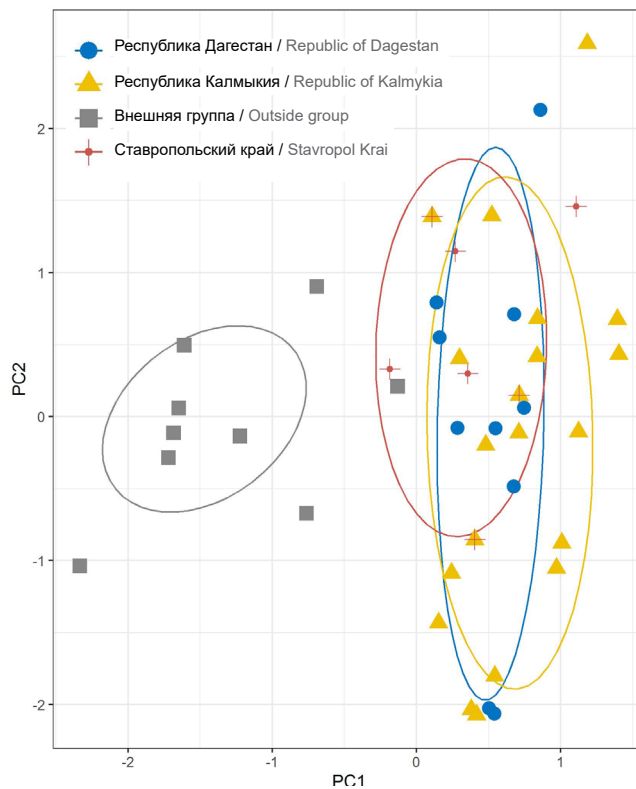 Республика Дагестан / Republic of Dagestan
Республика Калмыкия / Republic of Kalmykia
Внешняя группа / Outside group
Ставропольский край / Stavropol Krai
PC2
2
1
0
-1
-2
-2 -1 0 1
PC1